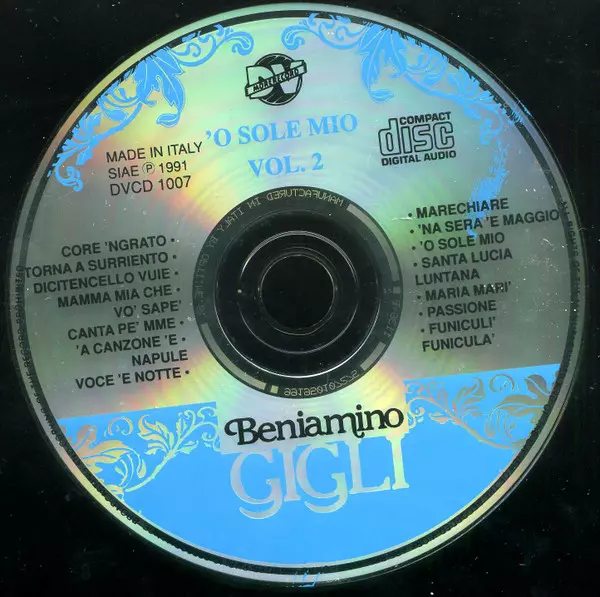 'O SOLE MIO
VOL. 2
MADE IN ITALY
SIAE Ⓟ 1991
DVCD 1007
COMPACT
disc
DIGITAL AUDIO
CORE 'NGRATO •
TORNA A SURRIENTO •
DICITENCELLO VUIE •
MAMMA MIA CHE •
VO' SAPE'
CANTA PE' MME •
'A CANZONE 'E •
NAPULE
VOCE 'E NOTTE •
• MARECHIARE
• 'NA SERA 'E MAGGIO
• 'O SOLE MIO
• SANTA LUCIA
LUNTANA
• MARIA MARI'
• PASSIONE
• FUNICULI'
FUNICULA'
MANUFACTURED IN ITALY BY
Beniamino
GIGLI